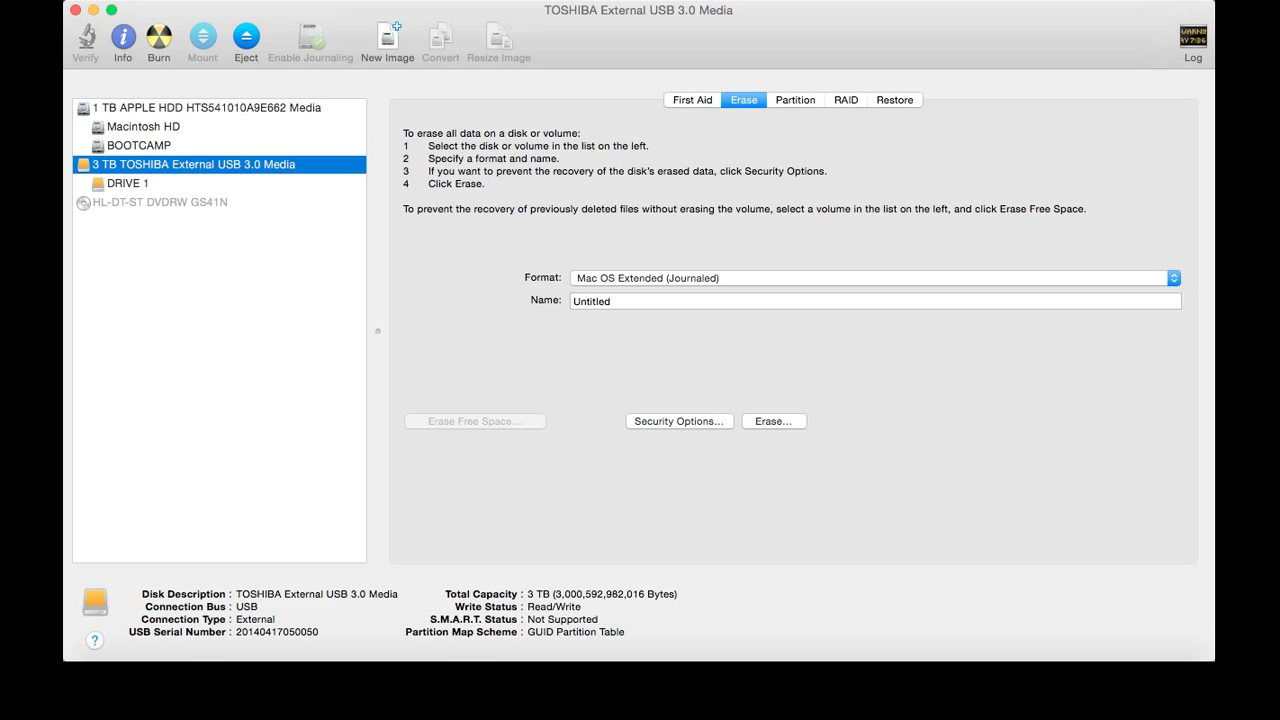 TOSHIBA External USB 3.0 Media
Verify Info Burn Mount Eject Enable Journaling New Image Convert Resize Image Log
1 TB APPLE HDD HTS541010A9E662 Media
Macintosh HD
BOOTCAMP
3 TB TOSHIBA External USB 3.0 Media
DRIVE 1
HL-DT-ST DVDRW GS41N
First Aid Erase Partition RAID Restore
To erase all data on a disk or volume:
1 Select the disk or volume in the list on the left.
2 Specify a format and name.
3 If you want to prevent the recovery of the disk's erased data, click Security Options.
4 Click Erase.
To prevent the recovery of previously deleted files without erasing the volume, select a volume in the list on the left, and click Erase Free Space.
Format: Mac OS Extended (Journaled)
Name: Untitled
Erase Free Space... Security Options... Erase...
Disk Description : TOSHIBA External USB 3.0 Media
Connection Bus : USB
Connection Type : External
USB Serial Number : 20140417050050
Total Capacity : 3 TB (3,000,592,982,016 Bytes)
Write Status : Read/Write
S.M.A.R.T. Status : Not Supported
Partition Map Scheme : GUID Partition Table
?